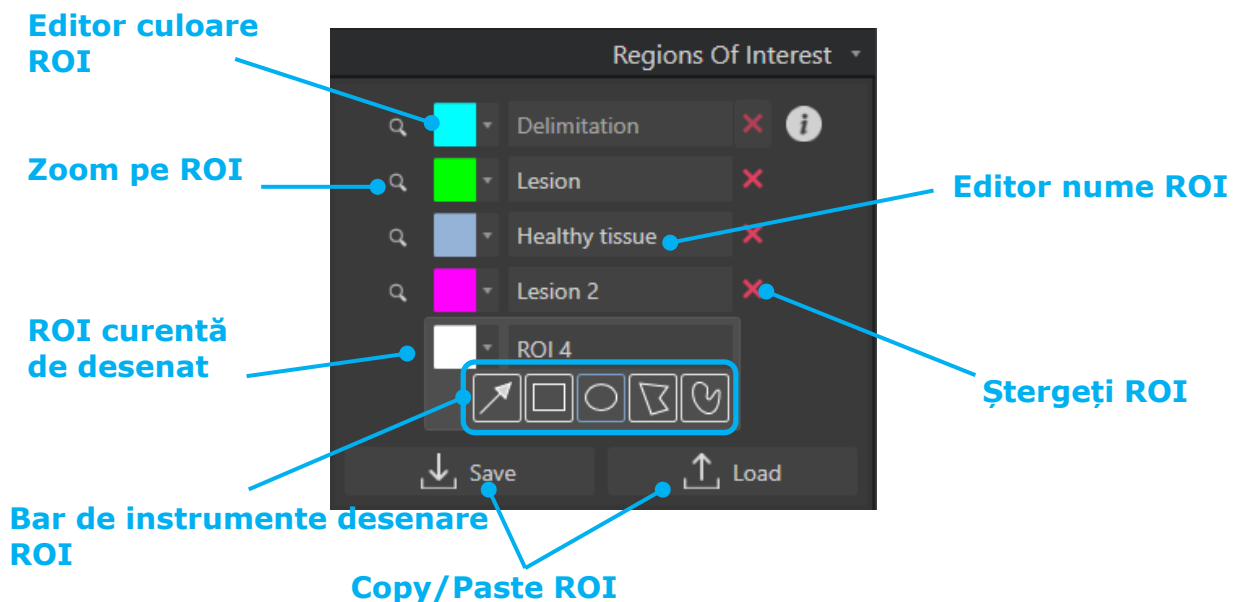 Editor culoare
ROI
Regions Of Interest
Delimitation
i
Zoom pe ROI
Lesion
Editor nume ROI
Healthy tissue
Lesion 2
ROI curentă
de desenat
ROI 4
Ștergeți ROI
Save
Load
Bar de instrumente desenare
ROI
Copy/Paste ROI